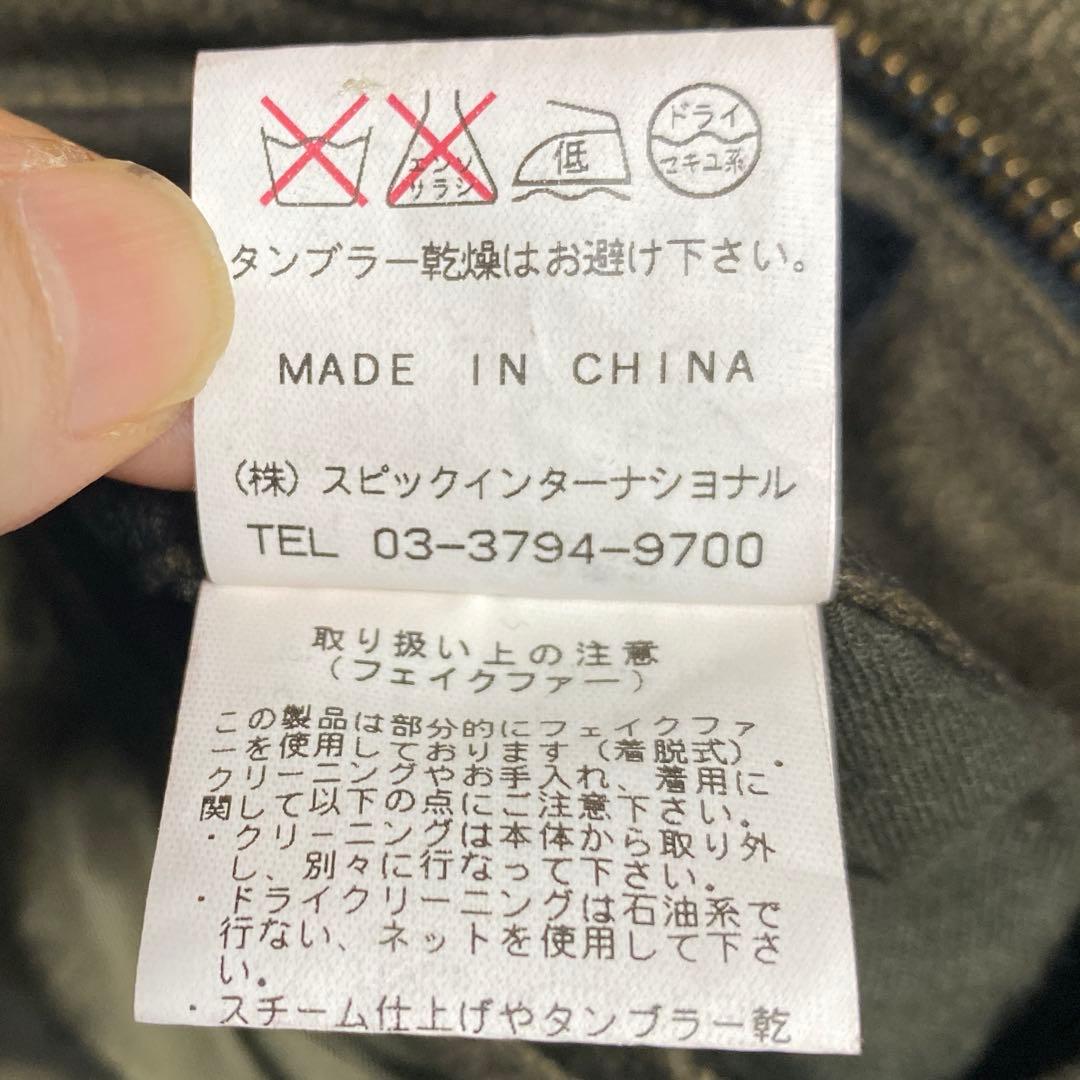 エンソ
サラシ
低
ドライ
セキユ系
タンブラー乾燥はお避け下さい。
MADE IN CHINA
(株) スピックインターナショナル
TEL 03-3794-9700
取り扱い上の注意
(フェイクファー)
この製品は部分的にフェイクファ
ーを使用しております(着脱式)．
クリーニングやお手入れ、着用に
関して以下の点にご注意下さい。
・クリーニングは本体から取り外
し、別々に行なって下さい。
・ドライクリーニングは石油系で
行ない、ネットを使用して下さ
い。
・スチーム仕上げやタンブラー乾